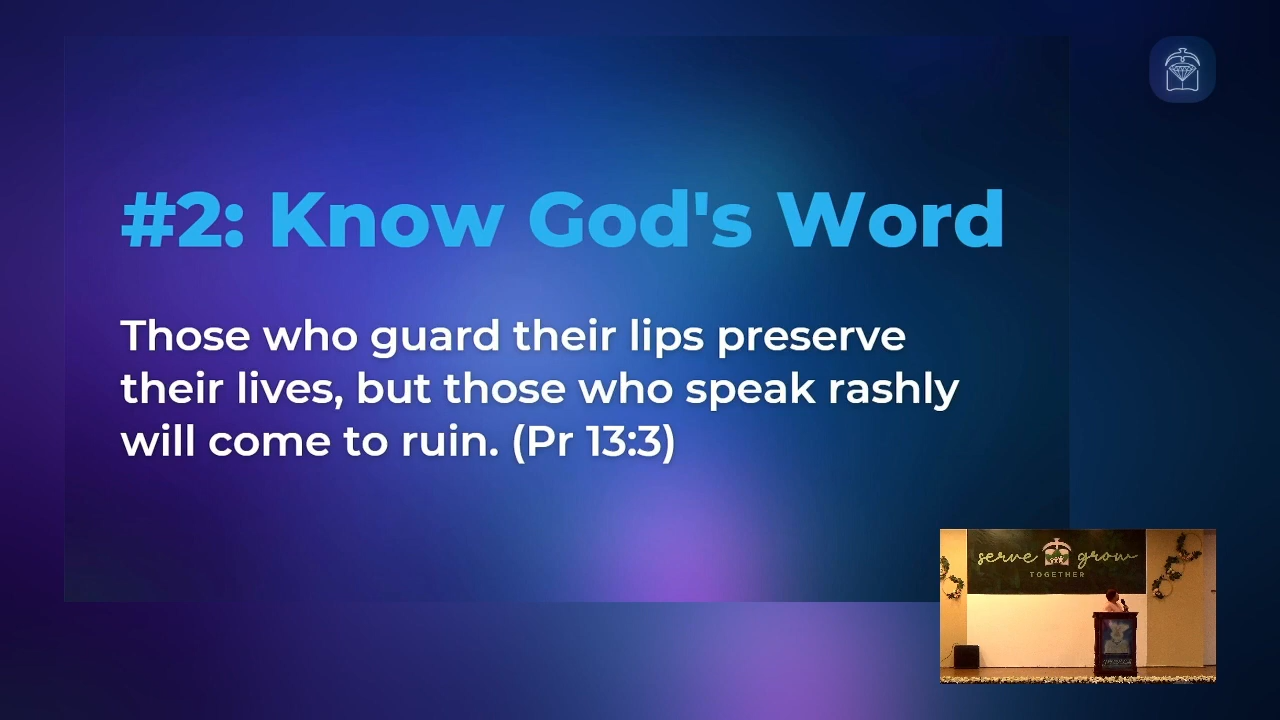 #2: Know God's Word
Those who guard their lips preserve
their lives, but those who speak rashly
will come to ruin. (Pr 13:3)
serve grow
TOGETHER